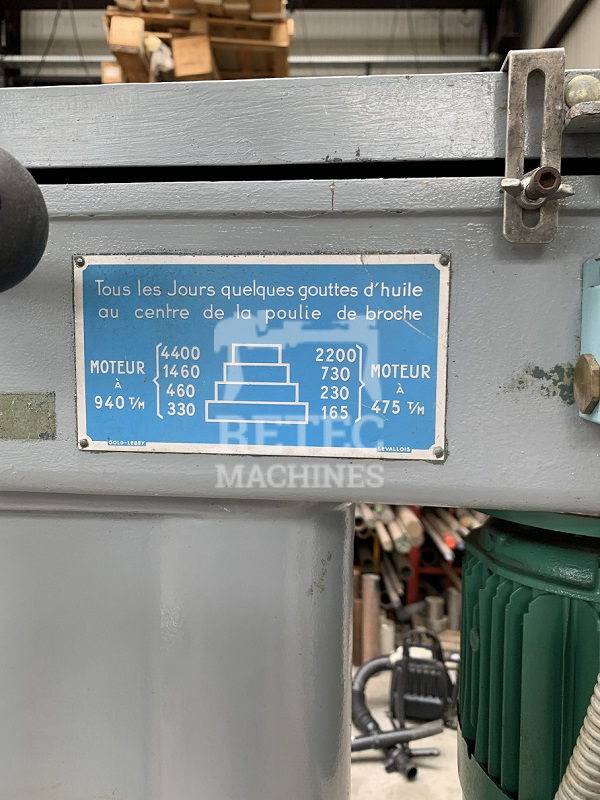 Tous les Jours quelques gouttes d'huile
au centre de la poulie de broche
MOTEUR
À
940 T/M
4400
1460
460
330
2200
730
230
165
MOTEUR
À
475 T/M
GOLD-LEBEY
LEVALLOIS
RETEC
MACHINES